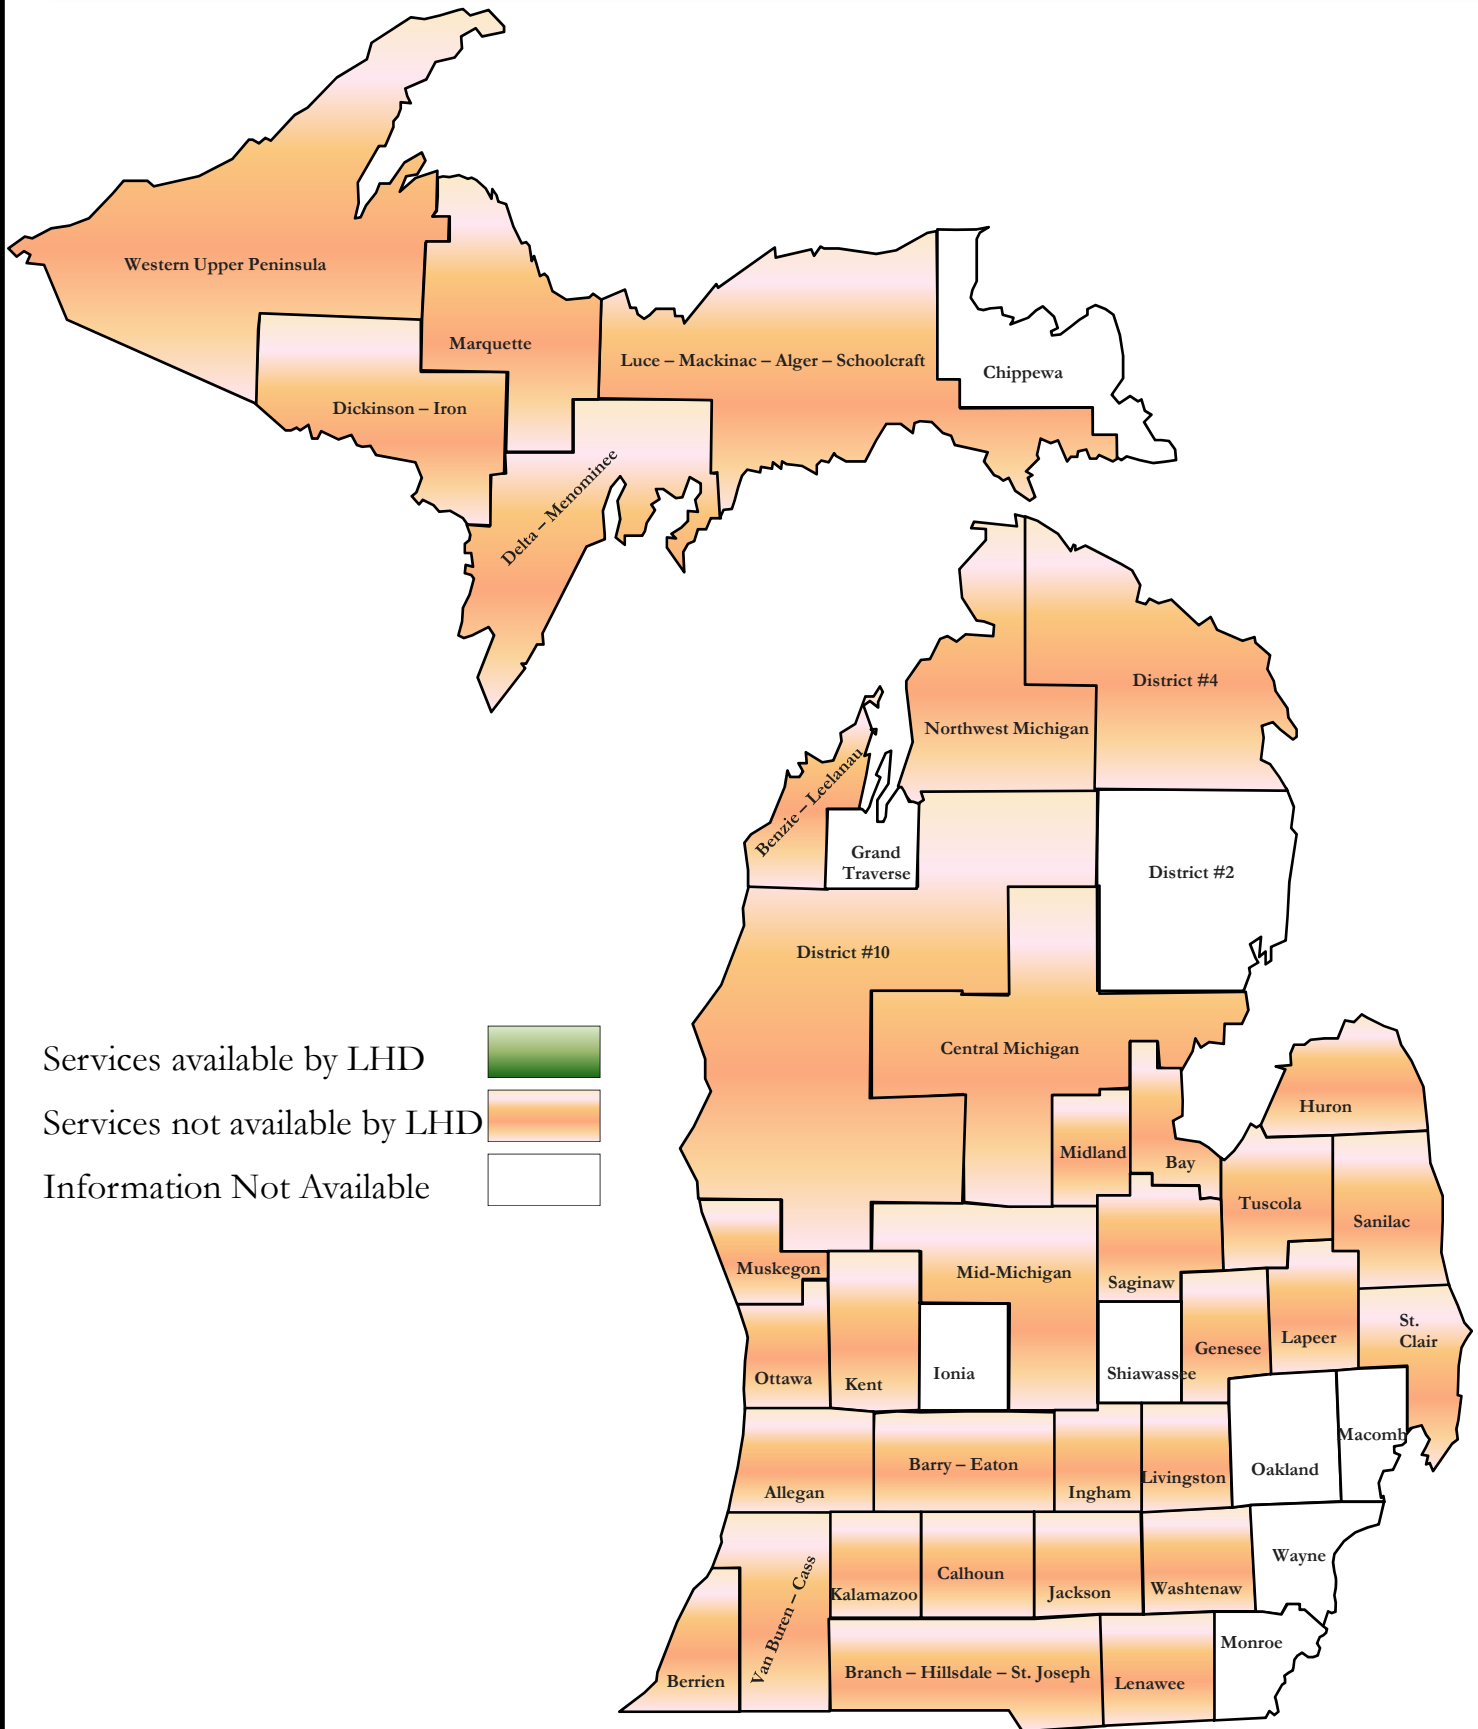 Western Upper Peninsula
Marquette
Luce – Mackinac – Alger – Schoolcraft
Chippewa
Dickinson – Iron
Delta – Menominee
District #4
Northwest Michigan
Benzie – Leelanau
Grand
Traverse
District #2
District #10
Central Michigan
Services available by LHD
Services not available by LHD
Information Not Available
Huron
Midland
Bay
Tuscola
Sanilac
Muskegon
Mid-Michigan
Saginaw
St.
Clair
Lapeer
Genesee
Shiawassee
Ionia
Kent
Ottawa
Macomb
Oakland
Livingston
Ingham
Barry – Eaton
Allegan
Wayne
Washtenaw
Jackson
Calhoun
Kalamazoo
Van Buren – Cass
Monroe
Lenawee
Branch – Hillsdale – St. Joseph
Berrien